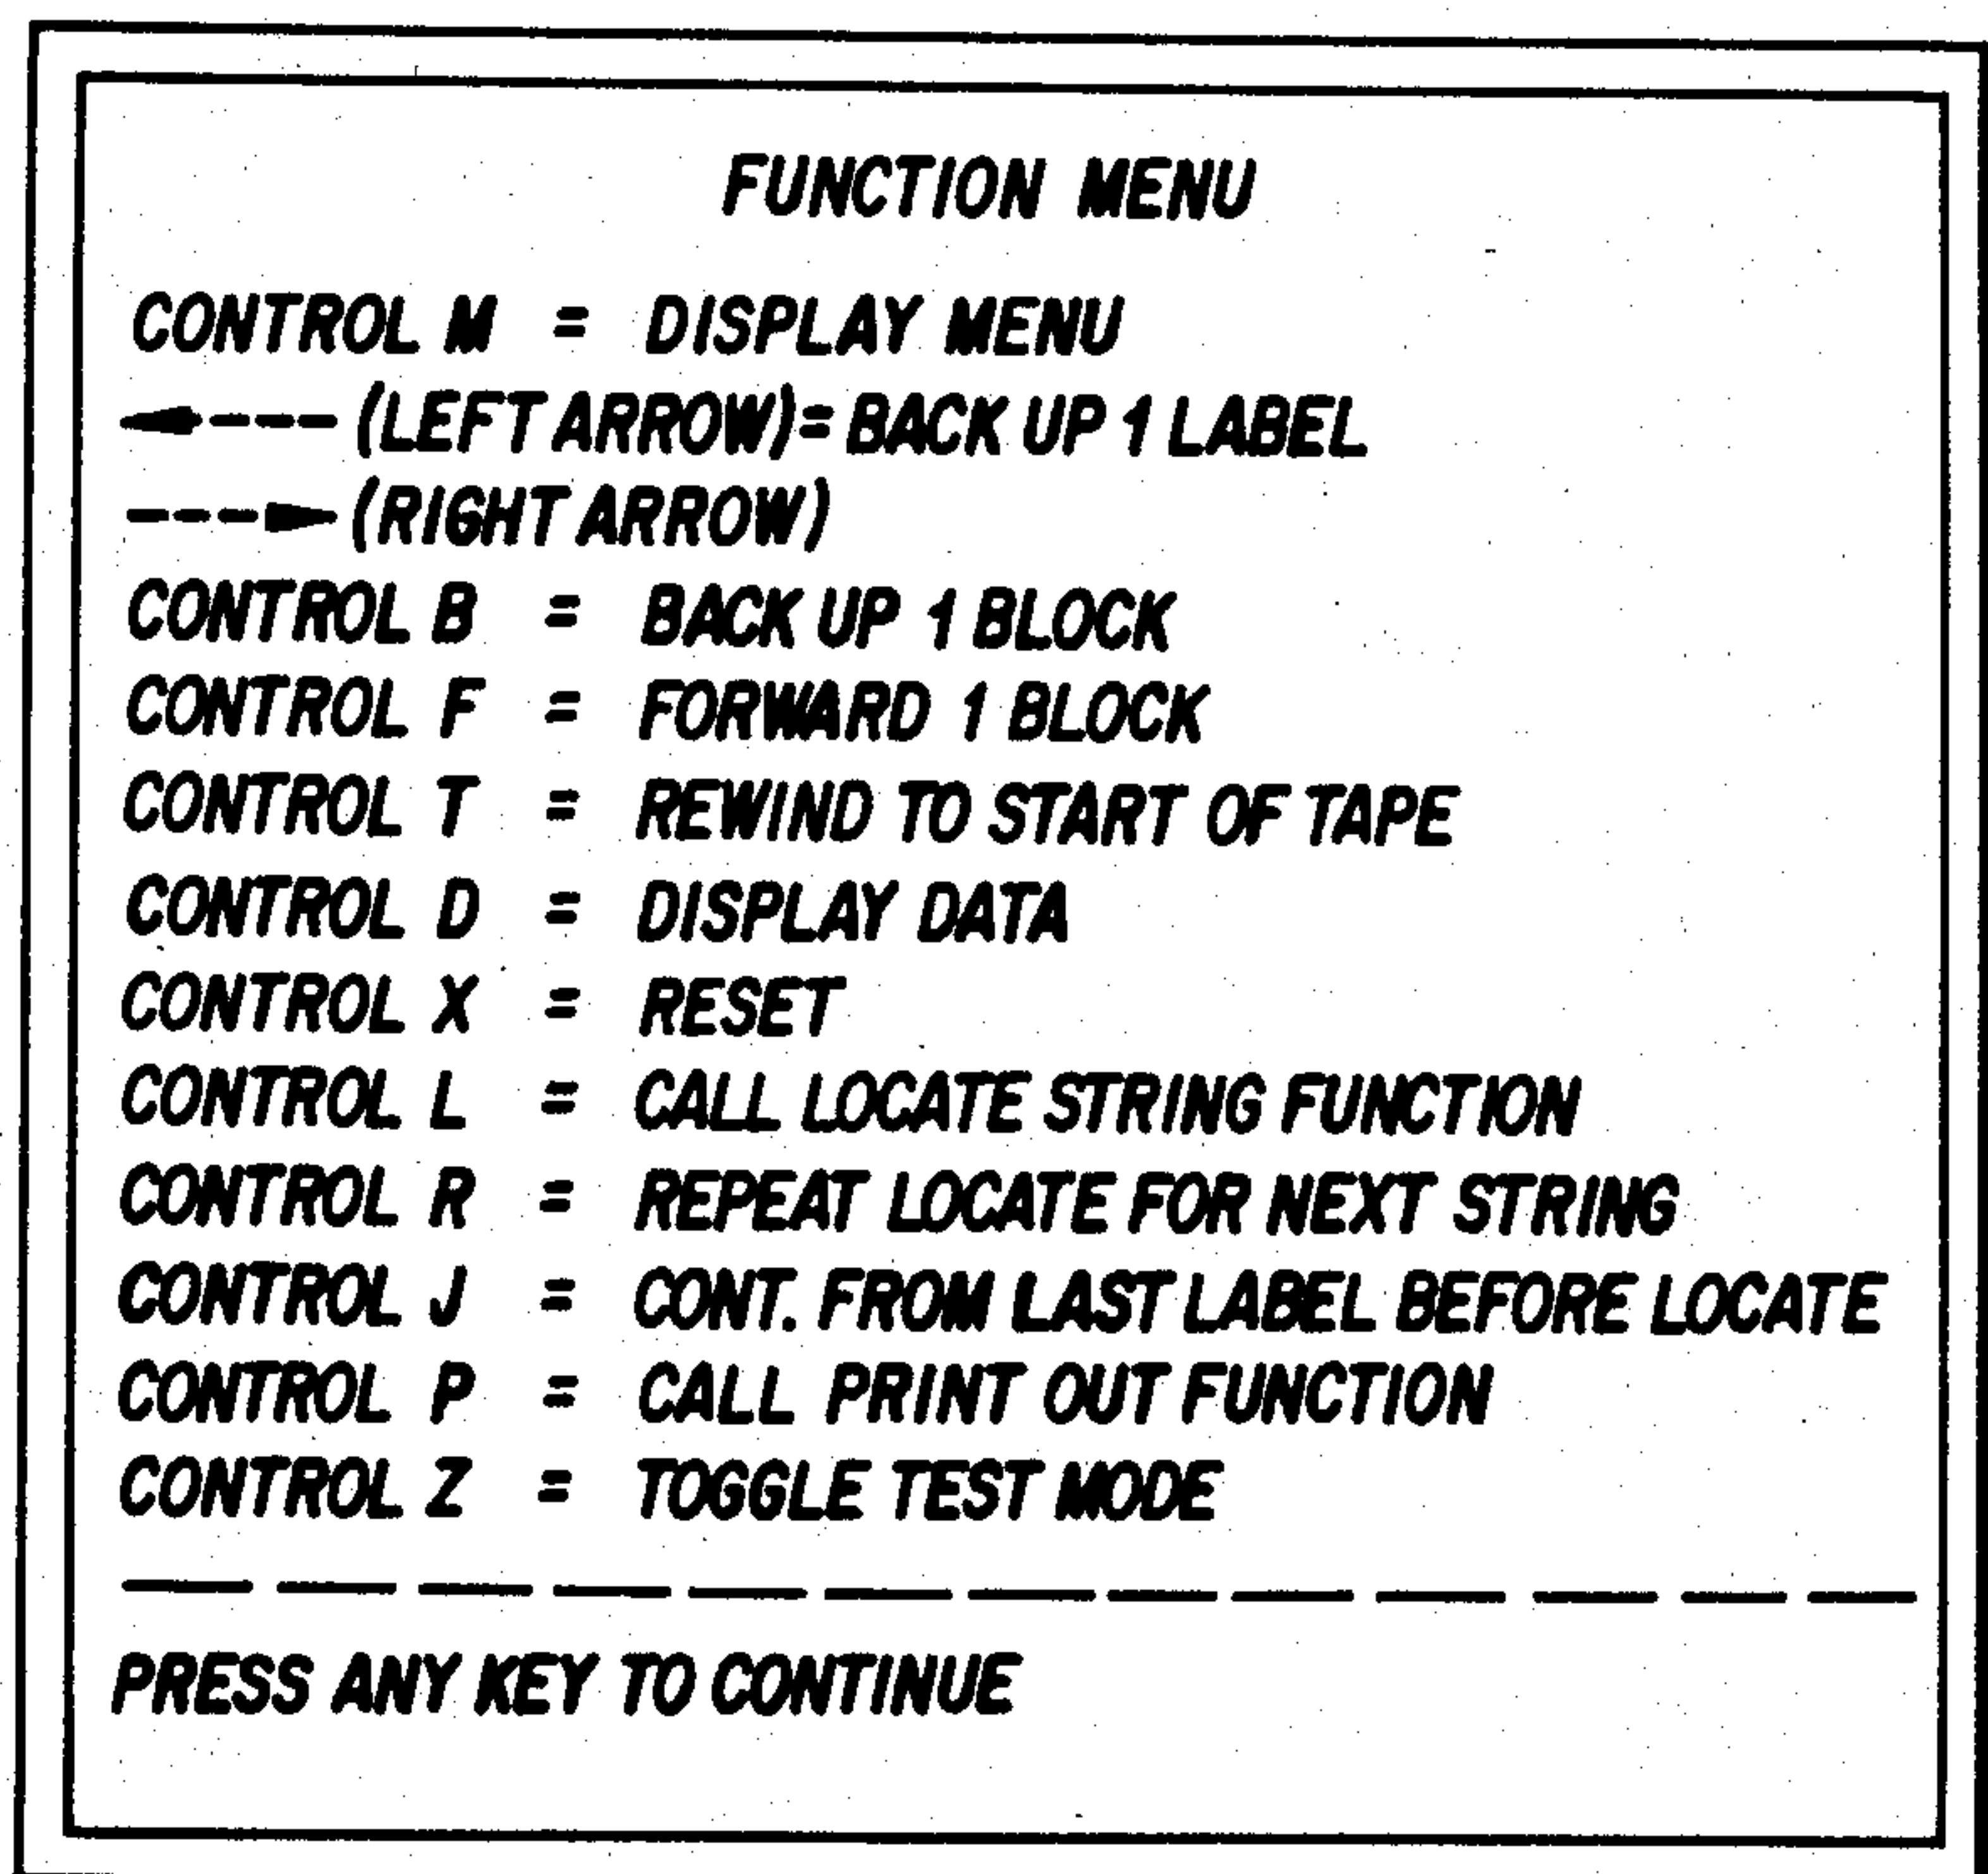 FUNCTION MENU
CONTROL M = DISPLAY MENU
<--- (LEFT ARROW)= BACK UP 1 LABEL
---> (RIGHT ARROW)
CONTROL B = BACK UP 1 BLOCK
CONTROL F = FORWARD 1 BLOCK
CONTROL T = REWIND TO START OF TAPE
CONTROL D = DISPLAY DATA
CONTROL X = RESET
CONTROL L = CALL LOCATE STRING FUNCTION
CONTROL R = REPEAT LOCATE FOR NEXT STRING
CONTROL J = CONT. FROM LAST LABEL BEFORE LOCATE
CONTROL P = CALL PRINT OUT FUNCTION
CONTROL Z = TOGGLE TEST MODE
PRESS ANY KEY TO CONTINUE